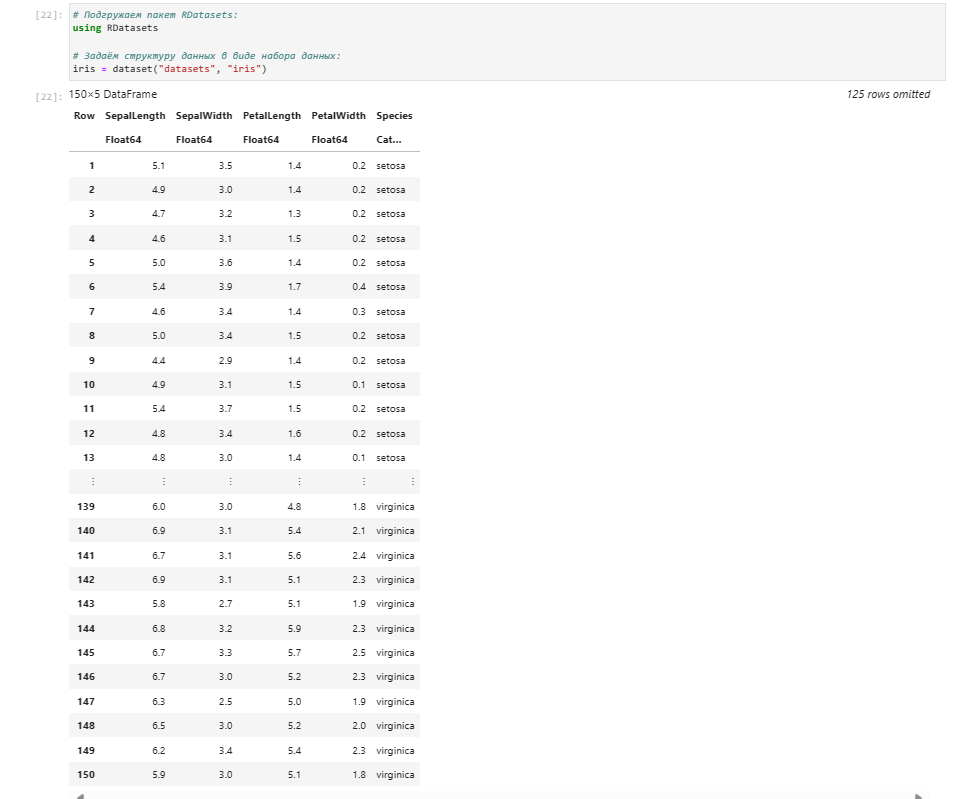 [22]: # Подгружаем пакет RDatasets:
using RDatasets
# Задаём структуру данных в виде набора данных:
iris = dataset("datasets", "iris")
[22]: 150×5 DataFrame 125 rows omitted
Row SepalLength SepalWidth PetalLength PetalWidth Species
Float64 Float64 Float64 Float64 Cat…
1 5.1 3.5 1.4 0.2 setosa
2 4.9 3.0 1.4 0.2 setosa
3 4.7 3.2 1.3 0.2 setosa
4 4.6 3.1 1.5 0.2 setosa
5 5.0 3.6 1.4 0.2 setosa
6 5.4 3.9 1.7 0.4 setosa
7 4.6 3.4 1.4 0.3 setosa
8 5.0 3.4 1.5 0.2 setosa
9 4.4 2.9 1.4 0.2 setosa
10 4.9 3.1 1.5 0.1 setosa
11 5.4 3.7 1.5 0.2 setosa
12 4.8 3.4 1.6 0.2 setosa
13 4.8 3.0 1.4 0.1 setosa
⋮ ⋮ ⋮ ⋮ ⋮ ⋮
139 6.0 3.0 4.8 1.8 virginica
140 6.9 3.1 5.4 2.1 virginica
141 6.7 3.1 5.6 2.4 virginica
142 6.9 3.1 5.1 2.3 virginica
143 5.8 2.7 5.1 1.9 virginica
144 6.8 3.2 5.9 2.3 virginica
145 6.7 3.3 5.7 2.5 virginica
146 6.7 3.0 5.2 2.3 virginica
147 6.3 2.5 5.0 1.9 virginica
148 6.5 3.0 5.2 2.0 virginica
149 6.2 3.4 5.4 2.3 virginica
150 5.9 3.0 5.1 1.8 virginica